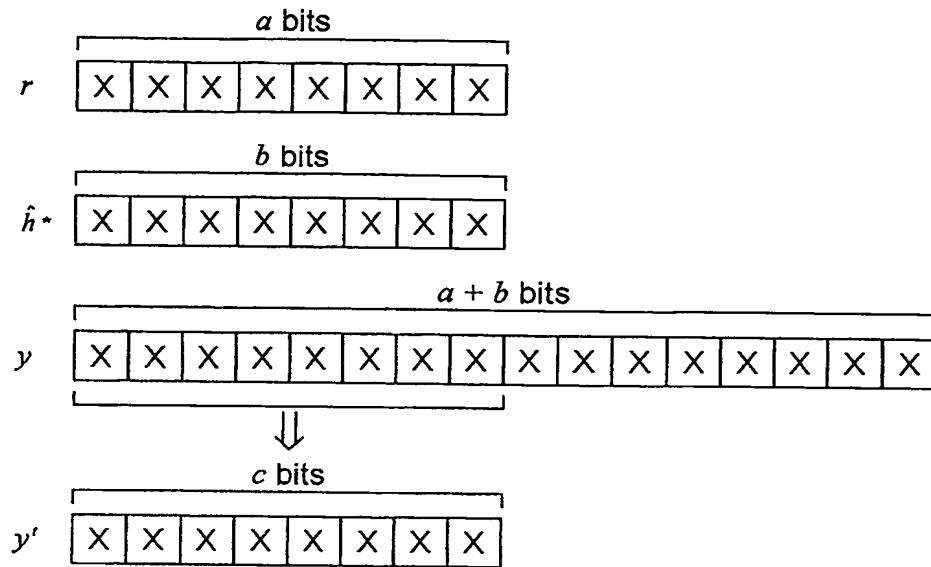 a bits
r X X X X X X X X
b bits
ĥ* X X X X X X X X
a + b bits
y X X X X X X X X X X X X X X X X
c bits
y' X X X X X X X X